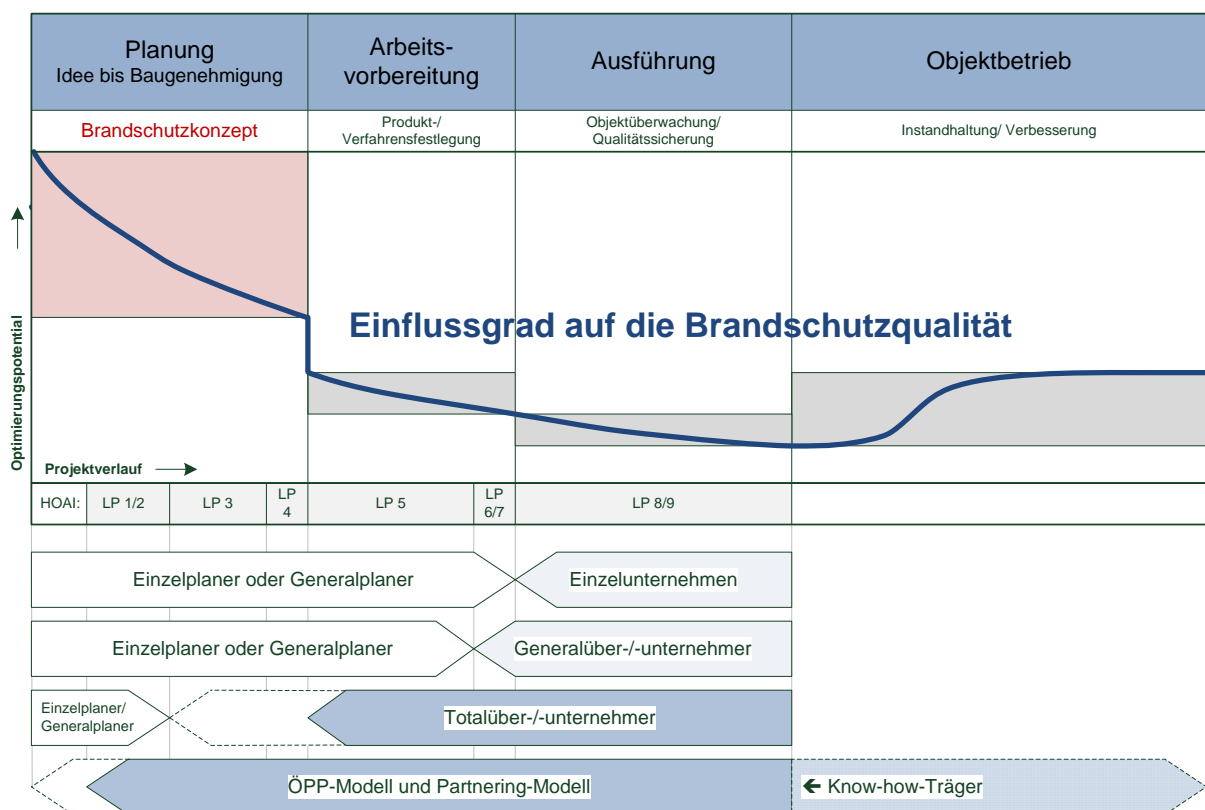 Planung
Idee bis Baugenehmigung
Arbeits-
vorbereitung
Ausführung
Objektbetrieb
Brandschutzkonzept
Produkt-/
Verfahrensfestlegung
Objektüberwachung/
Qualitätssicherung
Instandhaltung/ Verbesserung
Optimierungspotential
Einflussgrad auf die Brandschutzqualität
Projektverlauf
HOAI:
LP 1/2
LP 3
LP
4
LP 5
LP
6/7
LP 8/9
Einzelplaner oder Generalplaner
Einzelunternehmen
Einzelplaner oder Generalplaner
Generalüber-/-unternehmer
Einzelplaner/
Generalplaner
Totalüber-/-unternehmer
ÖPP-Modell und Partnering-Modell
← Know-how-Träger